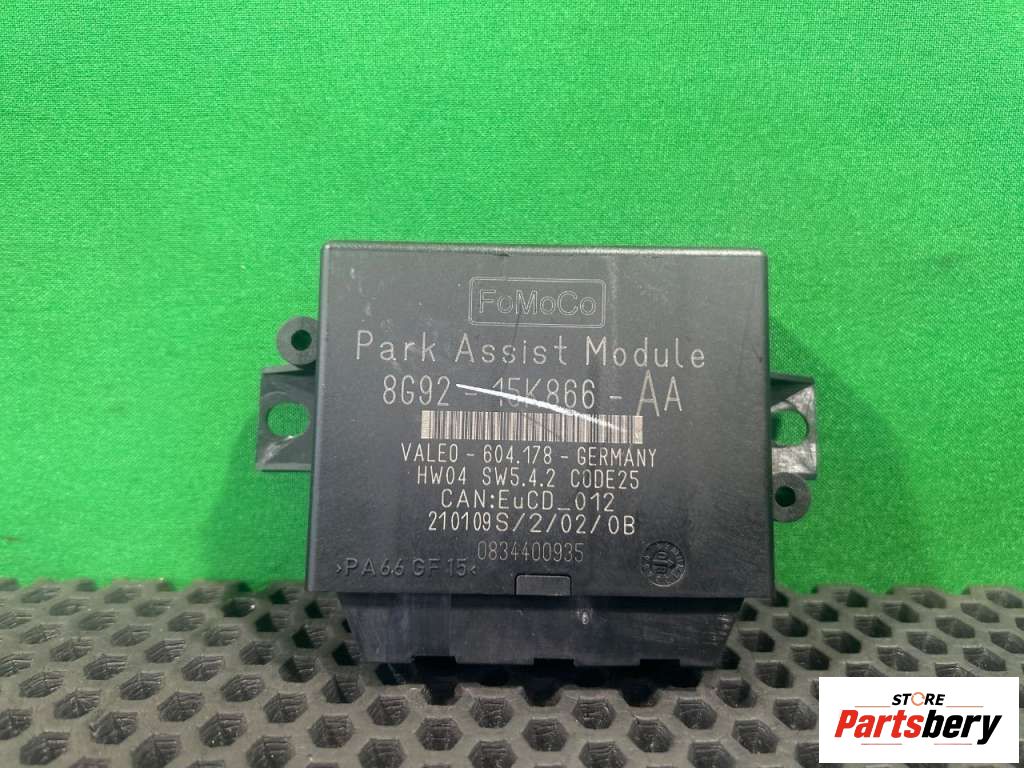 FoMoCo
Park Assist Module
8G92-15K866-AA
VALEO-604.178-GERMANY
HW04 SW5.4.2 CODE25
CAN:EuCD_012
210109S/2/02/0B
0834400935
>PA66 GF15<
STORE
Partsbery